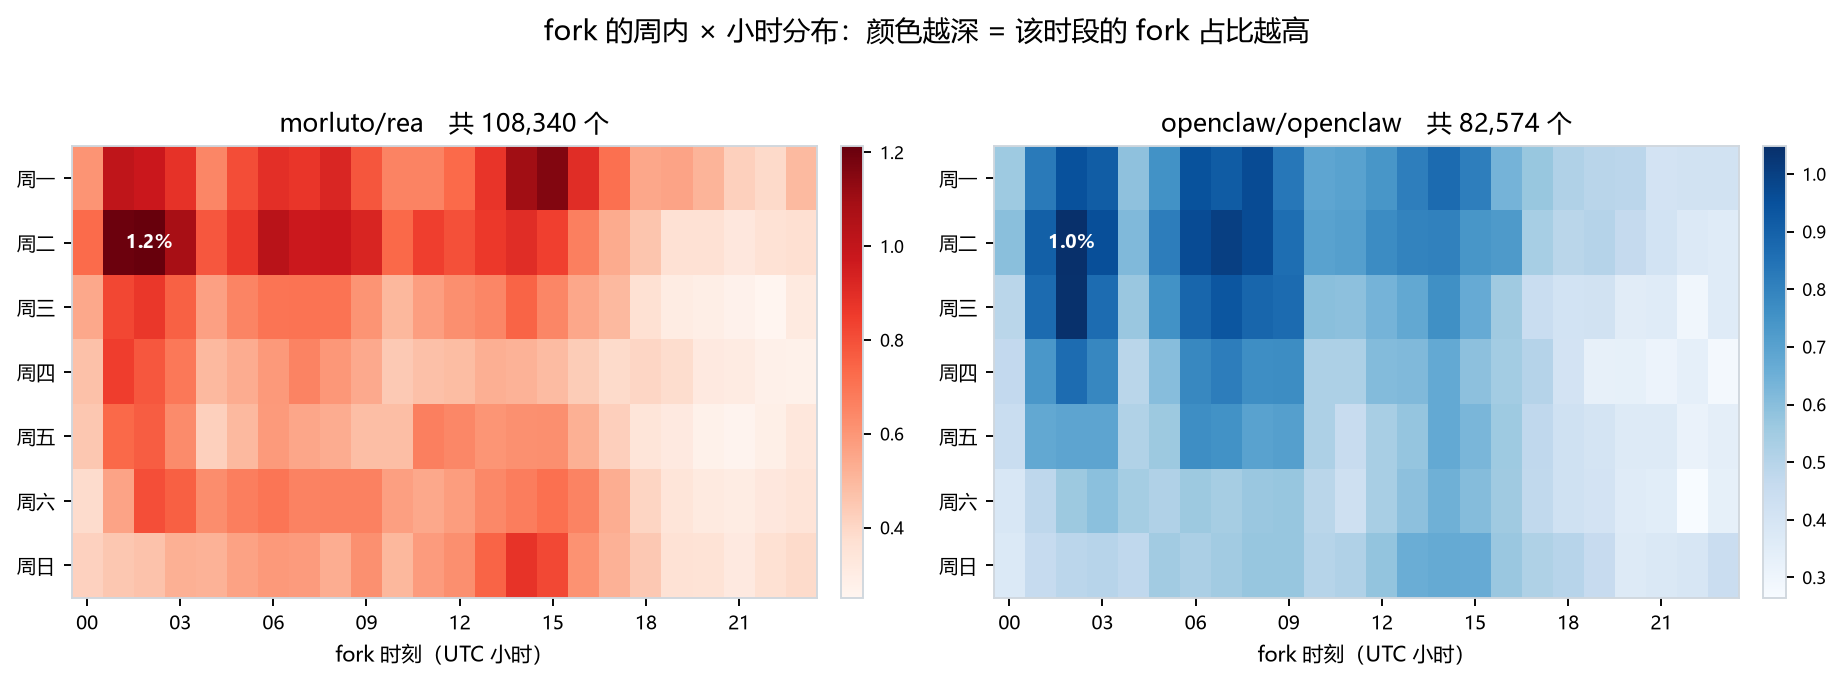 fork 的周内 × 小时分布：颜色越深 = 该时段的 fork 占比越高
morluto/rea 共 108,340 个
周一
周二
周三
周四
周五
周六
周日
1.2%
00 03 06 09 12 15 18 21
fork 时刻（UTC 小时）
1.2
1.0
0.8
0.6
0.4
openclaw/openclaw 共 82,574 个
周一
周二
周三
周四
周五
周六
周日
1.0%
00 03 06 09 12 15 18 21
fork 时刻（UTC 小时）
1.0
0.9
0.8
0.7
0.6
0.5
0.4
0.3